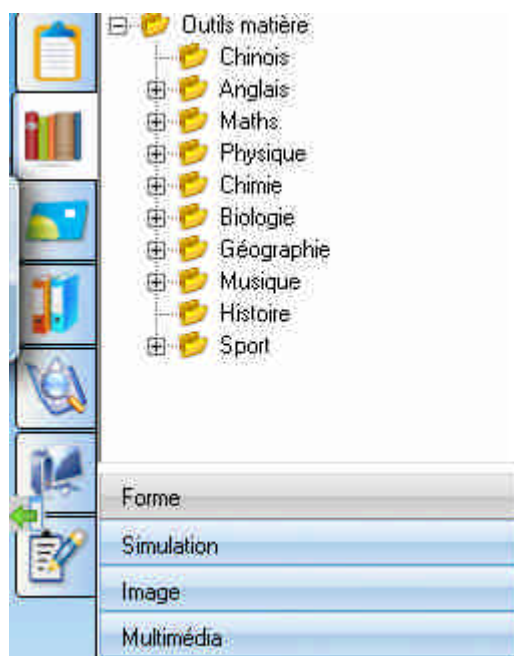 Outils matière
Chinois
Anglais
Maths
Physique
Chimie
Biologie
Géographie
Musique
Histoire
Sport
Forme
Simulation
Image
Multimédia